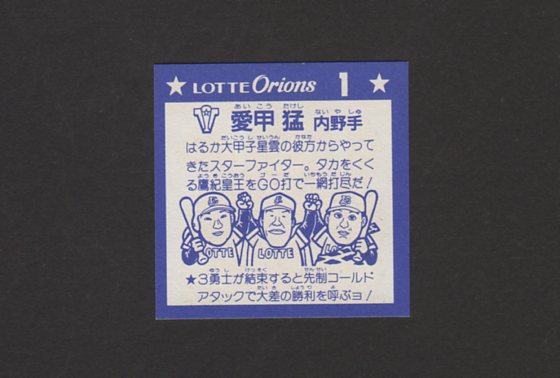 ★ LOTTE Orions 1 ★
あいこう たけし ないやしゅ
愛甲 猛 内野手
だいこうしせいうん かなた
はるか大甲子星雲の彼方からやって
きたスターファイター。タカをくく
ようきこうおう ゴーだ いちもうだじん
る鷹紀皇王をGO打で一網打尽だ！
LOTTE LOTTE
ゆうし けっそく せんせい
★3勇士が結束すると先制コールド
たいさ しょうり よ
アタックで大差の勝利を呼ぶヨ！